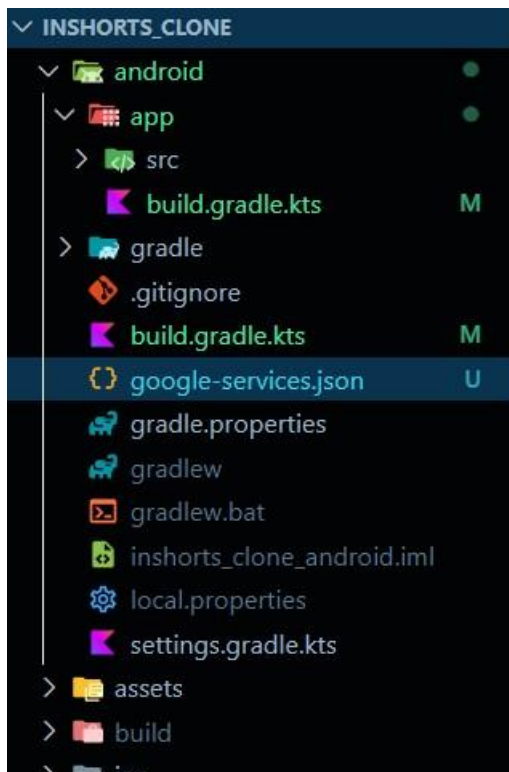 INSHORTS_CLONE
android
app
src
build.gradle.kts M
gradle
.gitignore
build.gradle.kts M
google-services.json U
gradle.properties
gradlew
gradlew.bat
inshorts_clone_android.iml
local.properties
settings.gradle.kts
assets
build